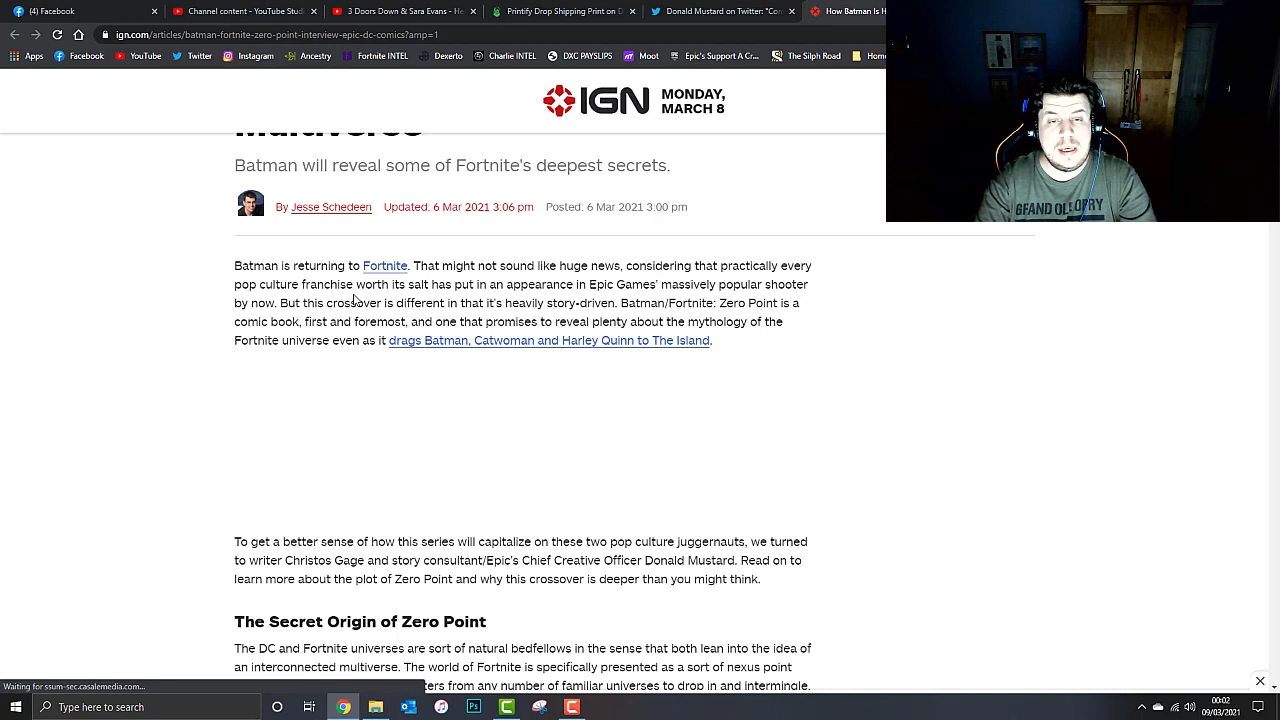 (4) Facebook
Channel content - YouTube Studi
3 Doors Down & Sara Evans - He
Printify Drop Shipping Print on D
Donald Mustard on Twitter: "Co
How Batman Is H
ign.com/articles/batman-fortnite-zero-point-interview-epic-dc-comics?amp=1
Apps Facebook YouTube Twitter Instagram Ancestry Fortnite INTEL Dexerto Charlie INTEL DXC PAYSLIPS Moot Epic's Support A Cr... The Silph Road Home
IGN MONDAY,
MARCH 8
Multiverse
Batman will reveal some of Fortnite's deepest secrets.
By Jesse Schedeen Updated: 6 Mar 2021 3:06 pm Posted: 6 Mar 2021 3:00 pm
GRAND OLE OPRY
Batman is returning to Fortnite. That might not sound like huge news, considering that practically every
pop culture franchise worth its salt has put in an appearance in Epic Games' massively popular shooter
by now. But this crossover is different in that it's heavily story-driven. Batman/Fortnite: Zero Point is a
comic book, first and foremost, and one that promises to reveal plenty about the mythology of the
Fortnite universe even as it drags Batman, Catwoman and Harley Quinn to The Island.
To get a better sense of how this series will capitalize on these two pop culture juggernauts, we turned
to writer Christos Gage and story consultant/Epic's Chief Creative Officer Donald Mustard. Read on to
learn more about the plot of Zero Point and why this crossover is deeper than you might think.
The Secret Origin of Zero Point
The DC and Fortnite universes are sort of natural bedfellows in the sense that both lean into the idea of
an interconnected multiverse. The world of Fortnite is specifically presented as a sort of nexus point
ters from any number of familiar universes to drop in and intermingle.
Waiting for ssum-sec.casalemedia.com...
Type here to search
00:02
09/03/2021